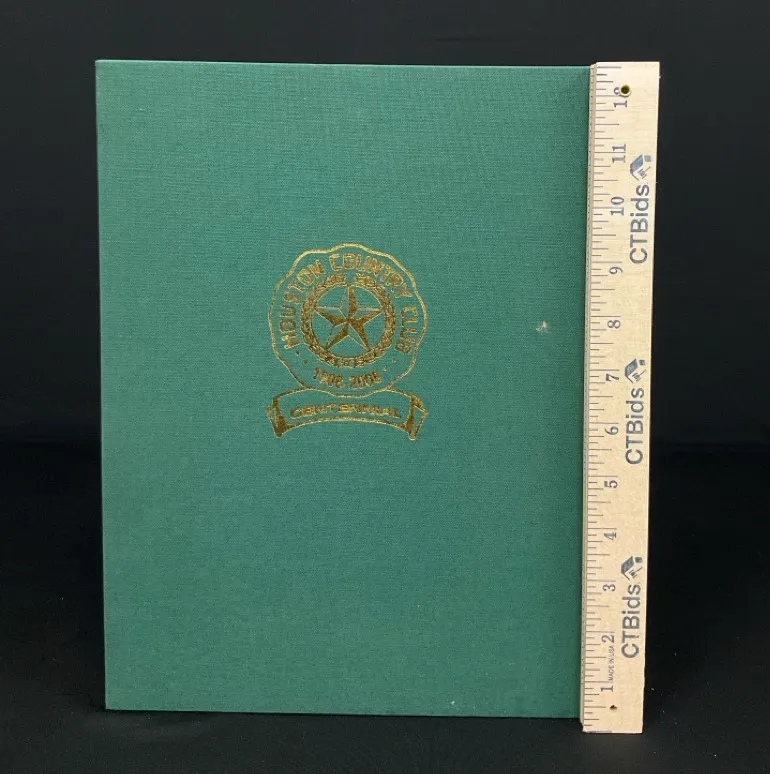 HOUSTON COUNTRY CLUB
1908-2008
CENTENNIAL
12
11
10
9
8
7
6
5
4
3
2
1
CTBids
CTBids
CTBids
MADE IN USA